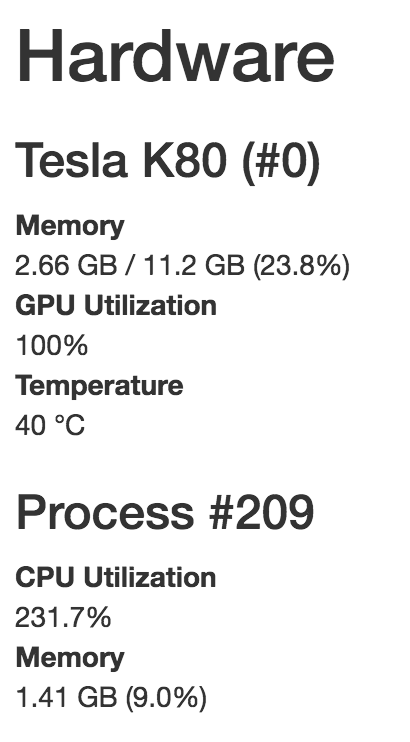 Hardware
Tesla K80 (#0)
Memory
2.66 GB / 11.2 GB (23.8%)
GPU Utilization
100%
Temperature
40 °C
Process #209
CPU Utilization
231.7%
Memory
1.41 GB (9.0%)